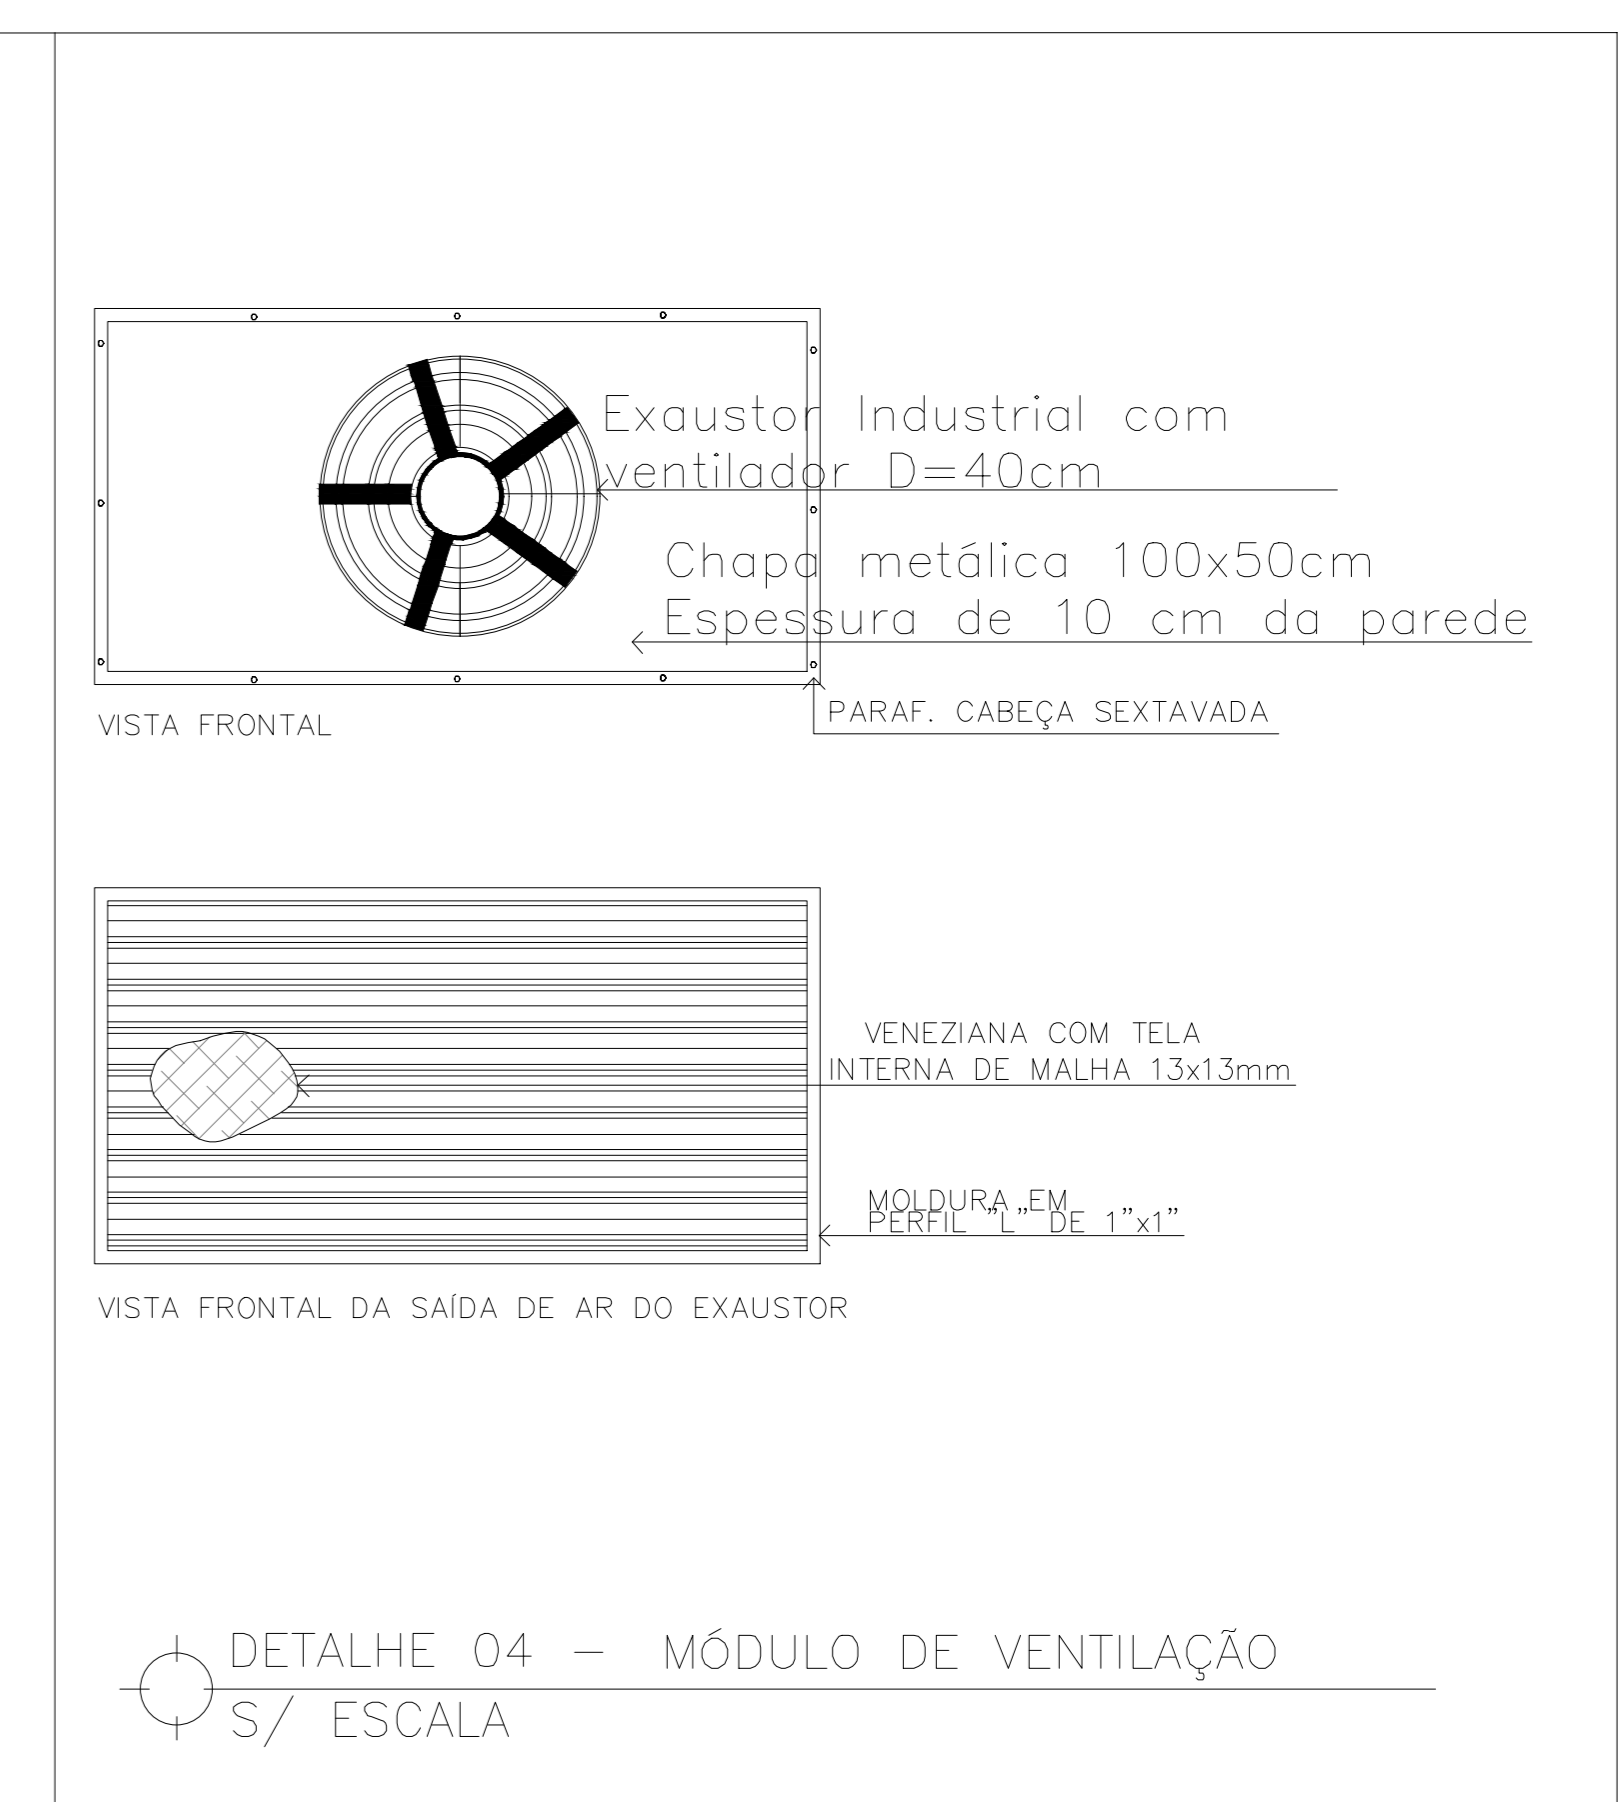 Exaustor Industrial com
ventilador D=40cm
Chapa metálica 100x50cm
Espessura de 10 cm da parede
PARAF. CABEÇA SEXTAVADA
VISTA FRONTAL
VENEZIANA COM TELA
INTERNA DE MALHA 13x13mm
MOLDURA EM
PERFIL "L" DE 1"x1"
VISTA FRONTAL DA SAÍDA DE AR DO EXAUSTOR
DETALHE 04 - MÓDULO DE VENTILAÇÃO
S/ ESCALA